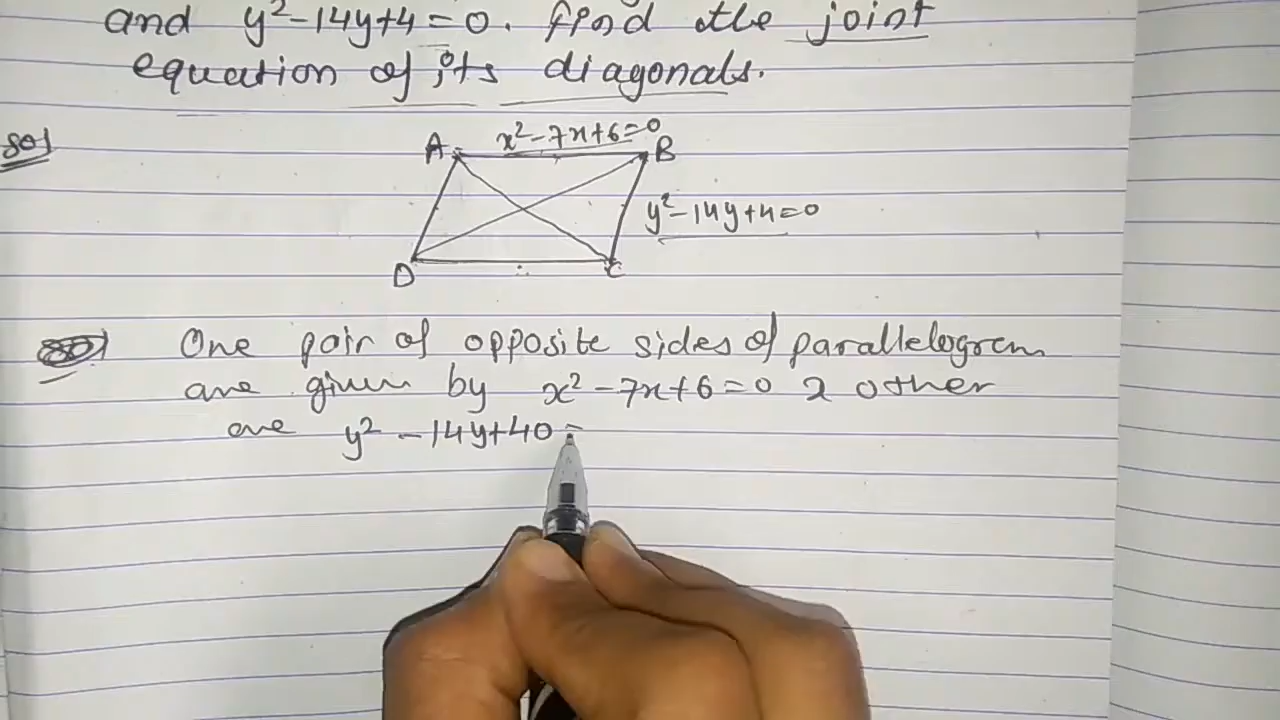 and y²-14y+4=0. find the joint
equation of its diagonals.
Sol
A x²-7x+6=0 B
y²-14y+4=0
D C
One pair of opposite sides of parallelogram
are given by x²-7x+6=0 & other
are y²-14y+40=